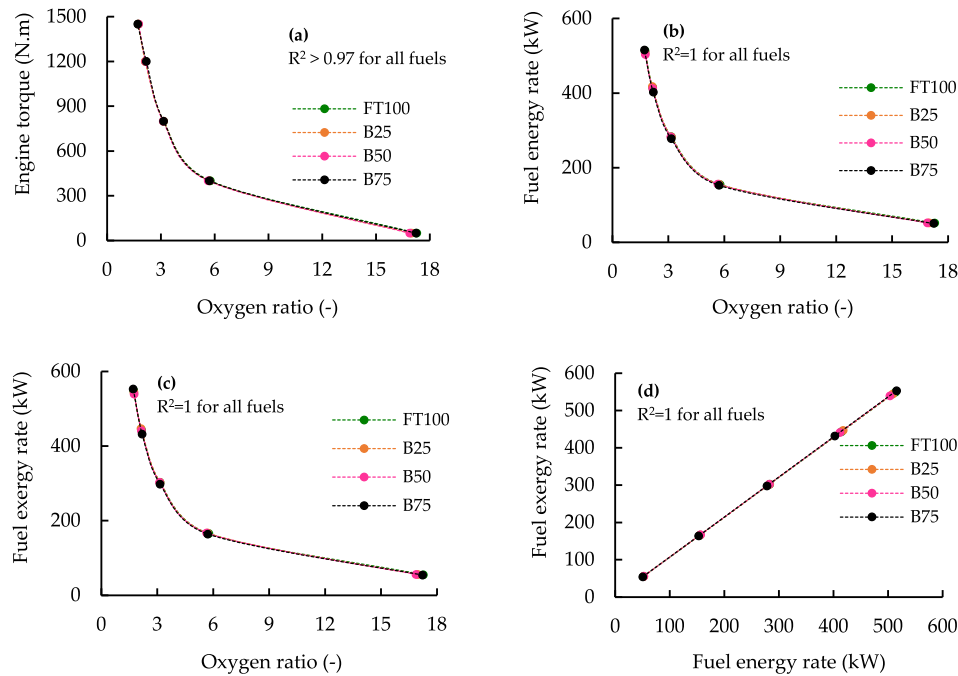 (a)
R² > 0.97 for all fuels
Engine torque (N.m)
1500
1200
900
600
300
0
0 3 6 9 12 15 18
Oxygen ratio (-)
FT100
B25
B50
B75
(b)
R²=1 for all fuels
Fuel energy rate (kW)
600
400
200
0
0 3 6 9 12 15 18
Oxygen ratio (-)
FT100
B25
B50
B75
(c)
R²=1 for all fuels
Fuel exergy rate (kW)
600
400
200
0
0 3 6 9 12 15 18
Oxygen ratio (-)
FT100
B25
B50
B75
(d)
R²=1 for all fuels
Fuel exergy rate (kW)
600
500
400
300
200
100
0
0 100 200 300 400 500 600
Fuel energy rate (kW)
FT100
B25
B50
B75